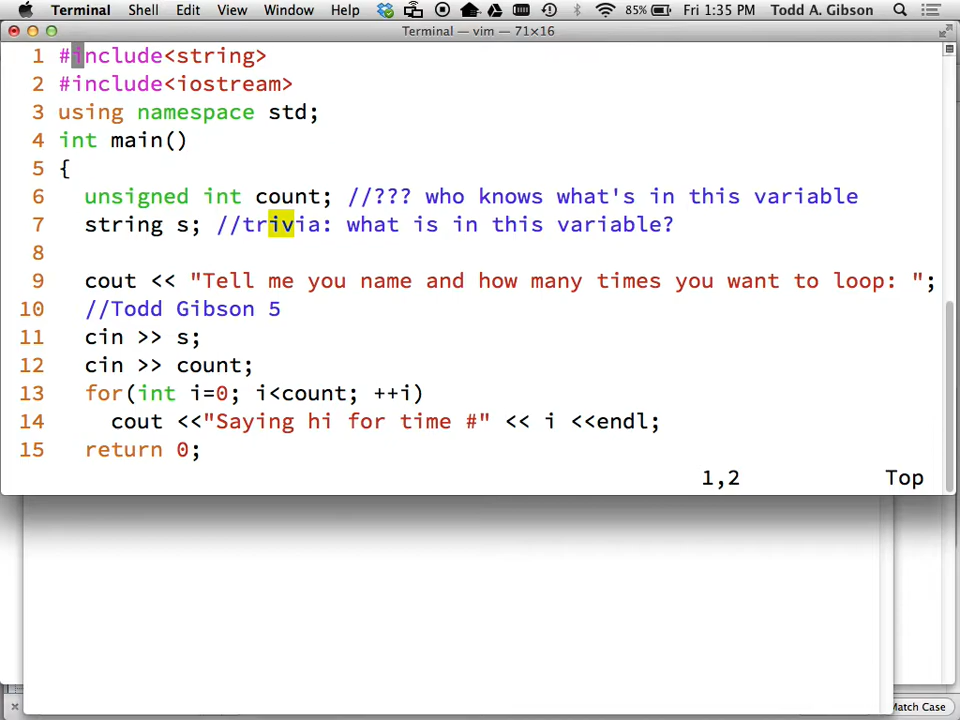 Terminal Shell Edit View Window Help 85% Fri 1:35 PM Todd A. Gibson
Terminal — vim — 71×16
1 #include<string>
2 #include<iostream>
3 using namespace std;
4 int main()
5 {
6 unsigned int count; //??? who knows what's in this variable
7 string s; //trivia: what is in this variable?
8
9 cout << "Tell me you name and how many times you want to loop: ";
10 //Todd Gibson 5
11 cin >> s;
12 cin >> count;
13 for(int i=0; i<count; ++i)
14 cout <<"Saying hi for time #" << i <<endl;
15 return 0;
1,2 Top
Match Case